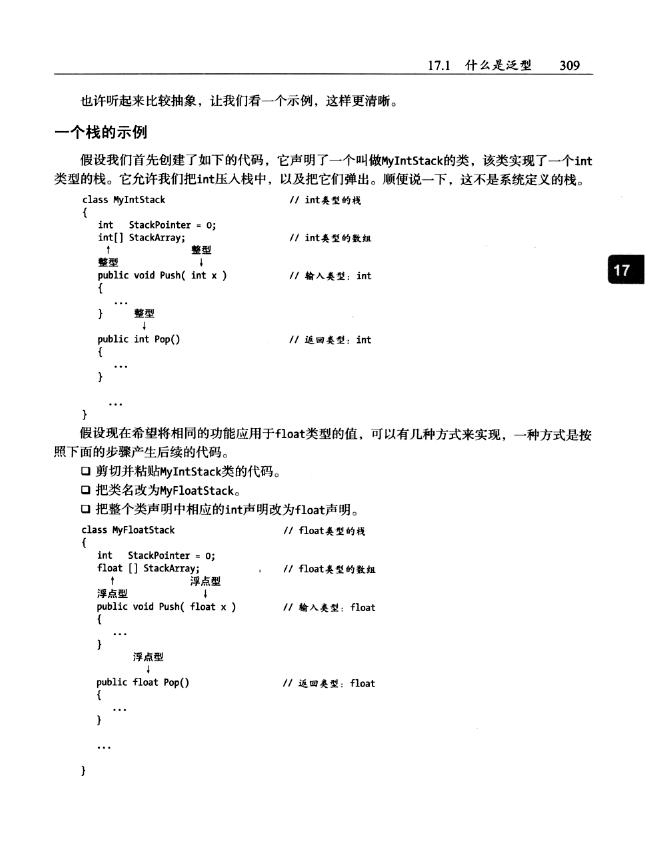 17.1 什么是泛型 309
也许听起来比较抽象，让我们看一个示例，这样更清晰。
一个栈的示例
假设我们首先创建了如下的代码，它声明了一个叫做MyIntStack的类，该类实现了一个int
类型的栈。它允许我们把int压入栈中，以及把它们弹出。顺便说一下，这不是系统定义的栈。
class MyIntStack // int类型的栈
{
int StackPointer = 0;
int[] StackArray; // int类型的数组
↑ 整型
整型 ↓
public void Push( int x ) // 输入类型：int
17
{
...
} 整型
↓
public int Pop() // 返回类型：int
{
...
}
...
}
假设现在希望将相同的功能应用于float类型的值，可以有几种方式来实现，一种方式是按
照下面的步骤产生后续的代码。
❑ 剪切并粘贴MyIntStack类的代码。
❑ 把类名改为MyFloatStack。
❑ 把整个类声明中相应的int声明改为float声明。
class MyFloatStack // float类型的栈
{
int StackPointer = 0;
float [] StackArray; // float类型的数组
↑ 浮点型
浮点型 ↓
public void Push( float x ) // 输入类型：float
{
...
}
浮点型
↓
public float Pop() // 返回类型：float
{
...
}
...
}